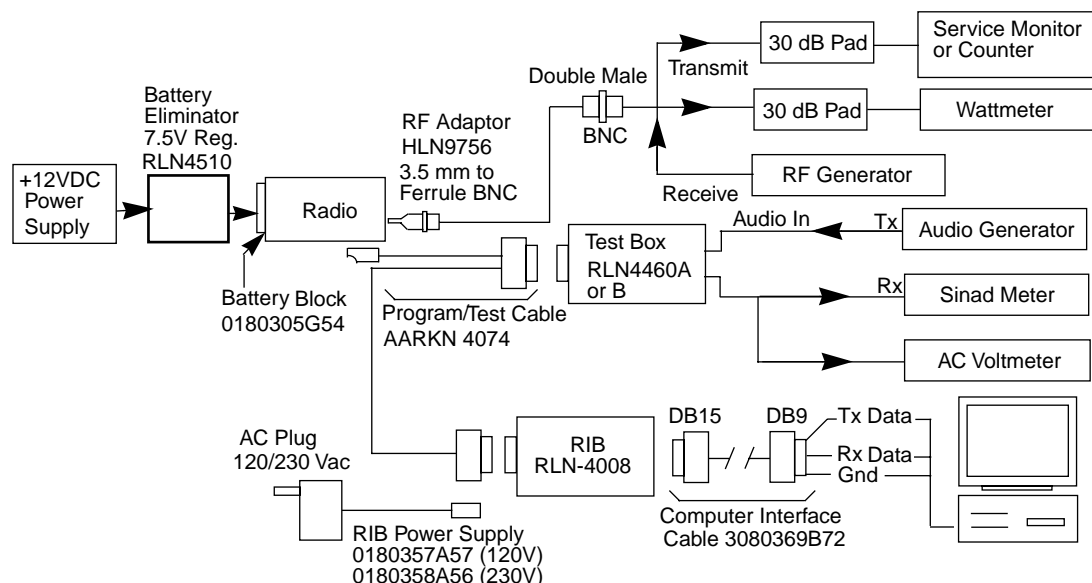 30 dB Pad
Service Monitor
or Counter
Transmit
Double Male
BNC
30 dB Pad
Wattmeter
Battery
Eliminator
7.5V Reg.
RLN4510
RF Adaptor
HLN9756
3.5 mm to
Ferrule BNC
+12VDC
Power
Supply
Radio
Receive
RF Generator
Audio In
Tx
Audio Generator
Test Box
RLN4460A
or B
Rx
Sinad Meter
Battery Block
0180305G54
Program/Test Cable
AARKN 4074
AC Voltmeter
DB15
DB9
Tx Data
Rx Data
Gnd
AC Plug
120/230 Vac
RIB
RLN-4008
Computer Interface
Cable 3080369B72
RIB Power Supply
0180357A57 (120V)
0180358A56 (230V)